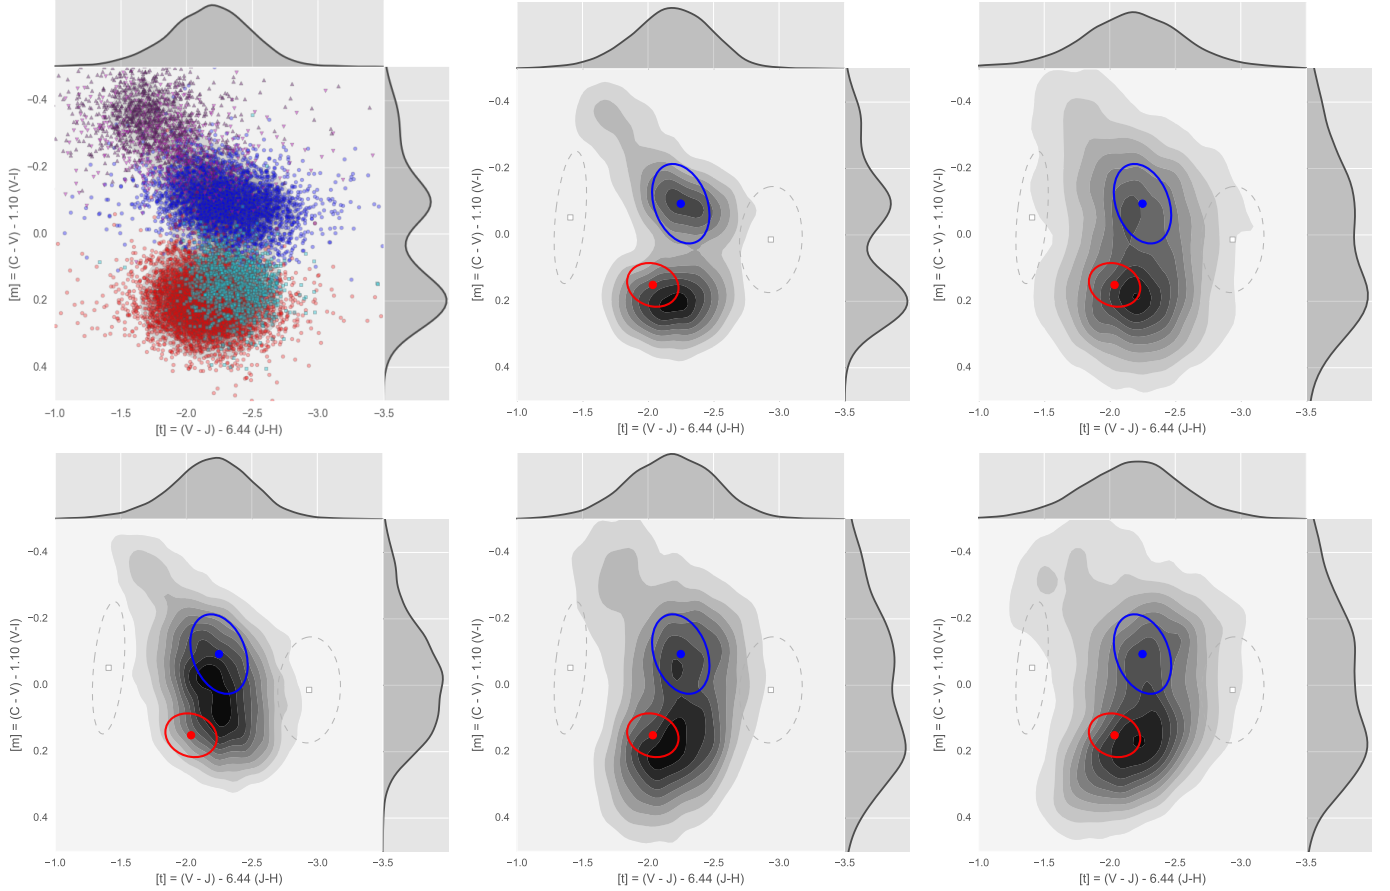 −0.4
−0.2
0.0
0.2
0.4
[m] = (C - V) - 1.10 (V-I)
−1.0 −1.5 −2.0 −2.5 −3.0 −3.5
[t] = (V - J) - 6.44 (J-H)
−0.4
−0.2
0.0
0.2
0.4
[m] = (C - V) - 1.10 (V-I)
−1.0 −1.5 −2.0 −2.5 −3.0 −3.5
[t] = (V - J) - 6.44 (J-H)
−0.4
−0.2
0.0
0.2
0.4
[m] = (C - V) - 1.10 (V-I)
−1.0 −1.5 −2.0 −2.5 −3.0 −3.5
[t] = (V - J) - 6.44 (J-H)
−0.4
−0.2
0.0
0.2
0.4
[m] = (C - V) - 1.10 (V-I)
−1.0 −1.5 −2.0 −2.5 −3.0 −3.5
[t] = (V - J) - 6.44 (J-H)
−0.4
−0.2
0.0
0.2
0.4
[m] = (C - V) - 1.10 (V-I)
−1.0 −1.5 −2.0 −2.5 −3.0 −3.5
[t] = (V - J) - 6.44 (J-H)
−0.4
−0.2
0.0
0.2
0.4
[m] = (C - V) - 1.10 (V-I)
−1.0 −1.5 −2.0 −2.5 −3.0 −3.5
[t] = (V - J) - 6.44 (J-H)